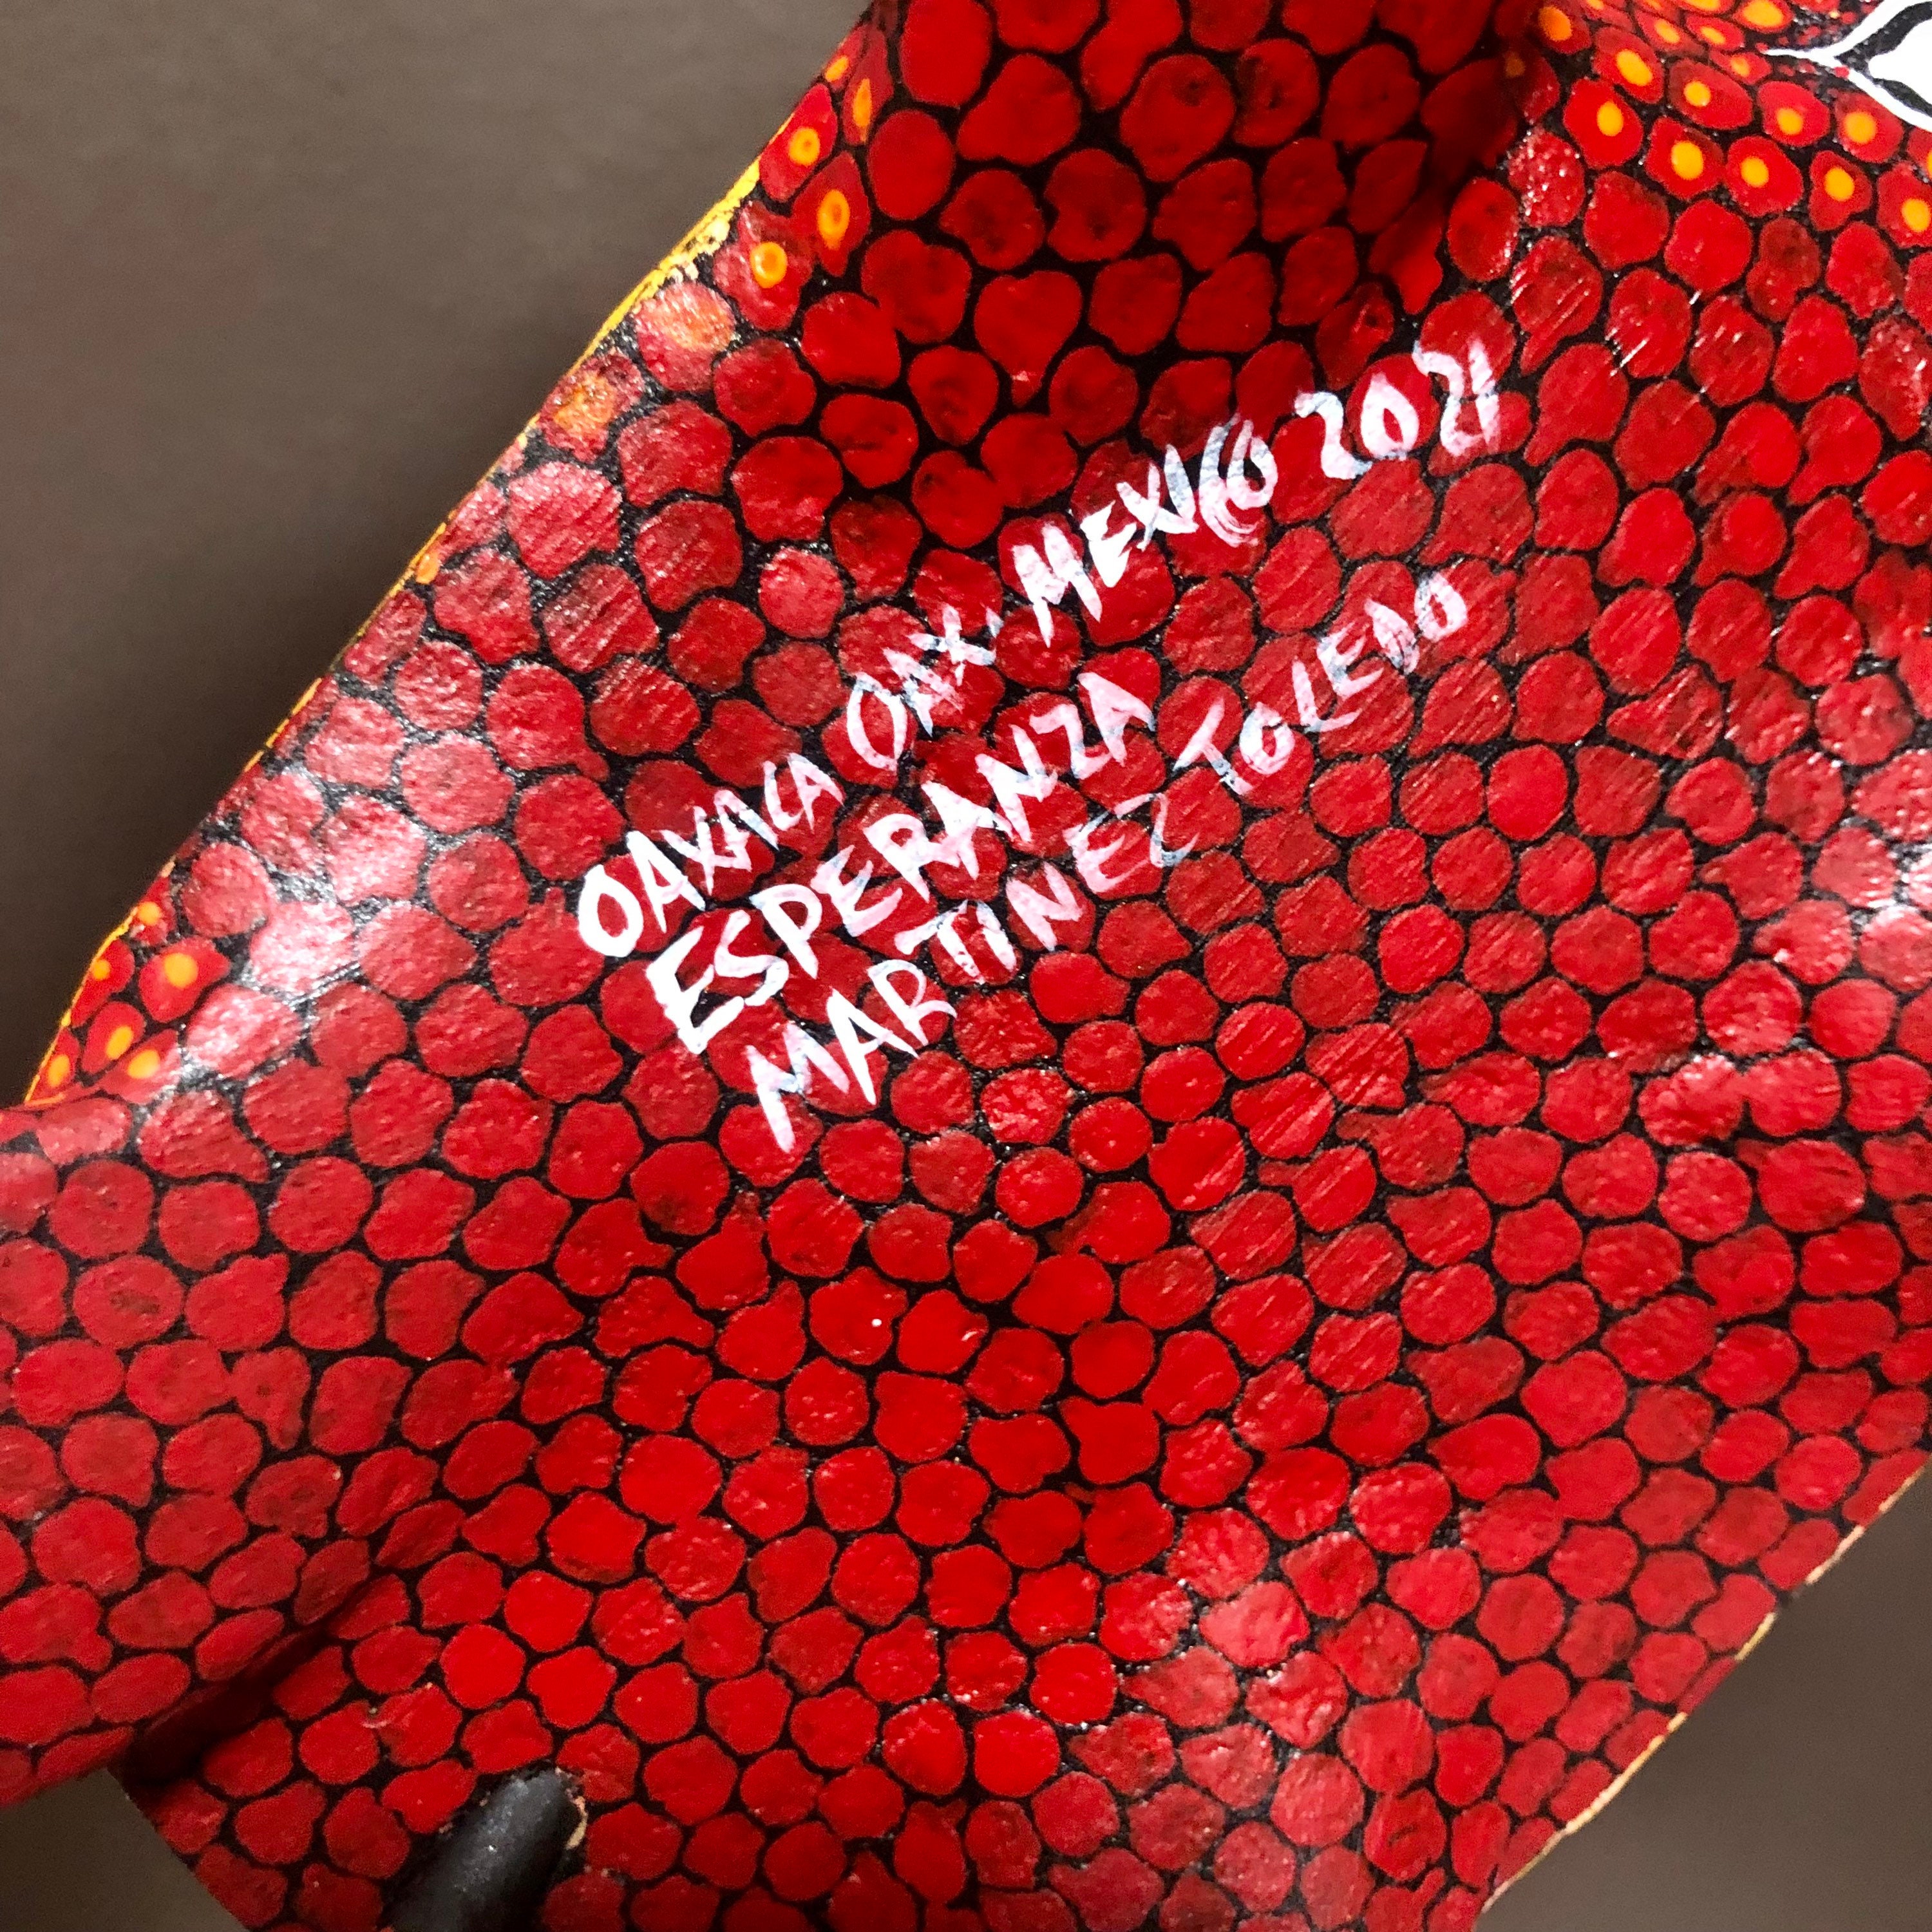 OAXACA OAX. MEXICO 2021
ESPERANZA
MARTINEZ TOLEDO